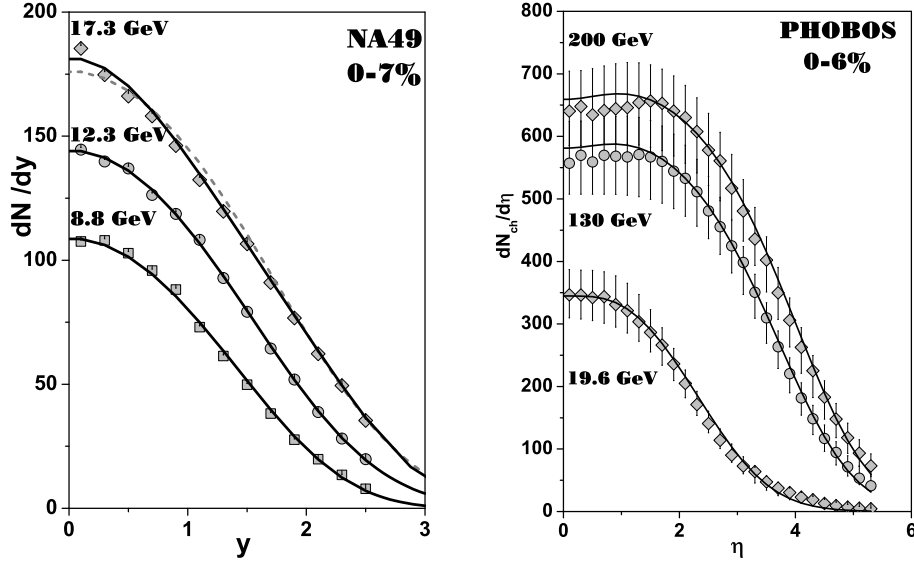 200
150
100
50
0
dN /dy
17.3 GeV
NA49
0-7%
12.3 GeV
8.8 GeV
0 1 2 3
y
800
700
600
500
400
300
200
100
0
dN_ch/dη
200 GeV
PHOBOS
0-6%
130 GeV
19.6 GeV
0 2 4 6
η